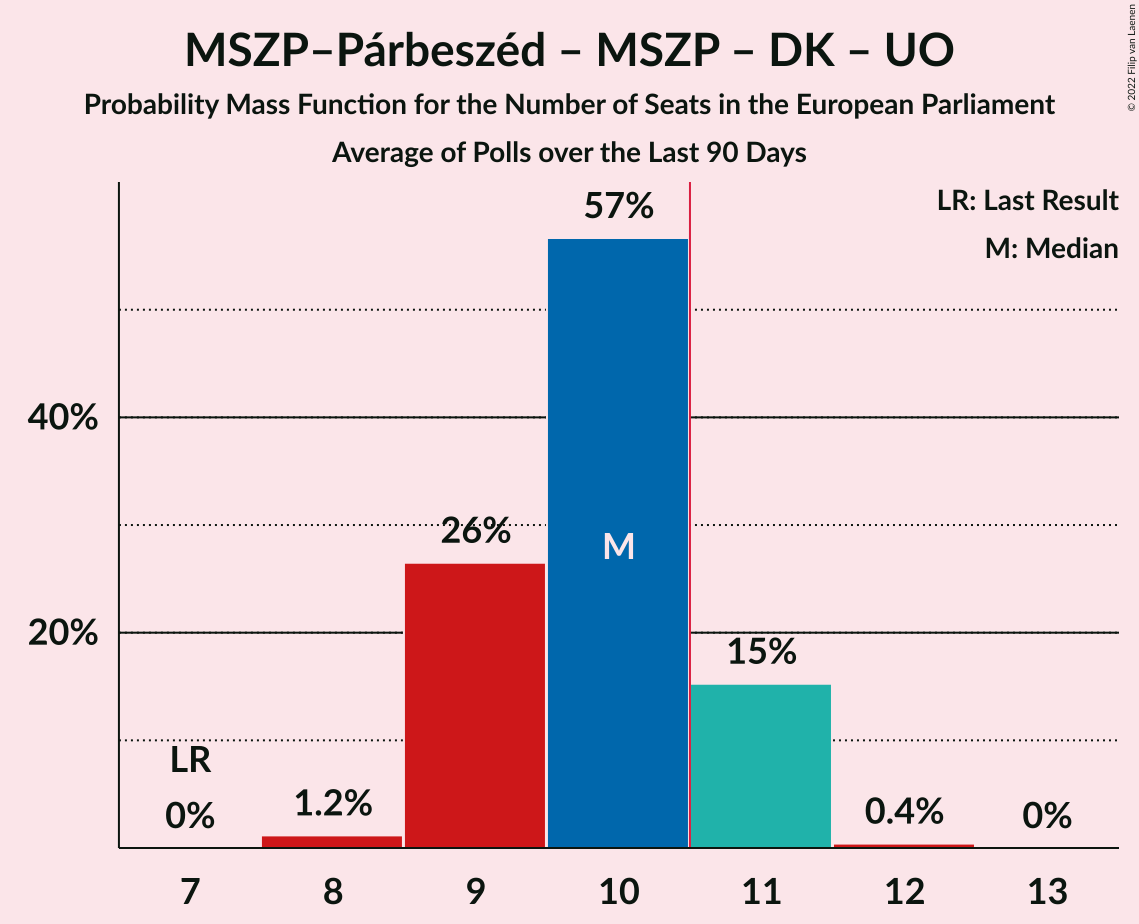 MSZP–Párbeszéd – MSZP – DK – UO
Probability Mass Function for the Number of Seats in the European Parliament
Average of Polls over the Last 90 Days
© 2022 Filip van Laenen
LR: Last Result
M: Median
57%
40%
26%
M
20%
15%
LR
0%
1.2%
0.4%
0%
7 8 9 10 11 12 13